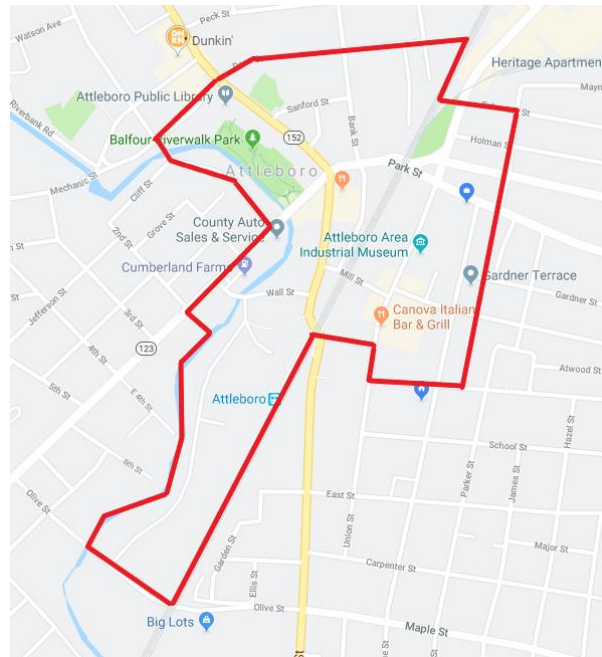 Peck St
Watson Ave
DNKN
Dunkin'
Heritage Apartmen
Attleboro Public Library
Sanford St
Riverbank Rd
Bank St
Holman St
152
Balfour Riverwalk Park
Attleboro
Park St
Mechanic St
Cliff St
Grove St
County Auto
Sales & Service
2nd St
Attleboro Area
Industrial Museum
Cumberland Farms
Gardner Terrace
Mill St
Wall St
Gardner St
Jefferson St
3rd St
Canova Italian
Bar & Grill
123
4th St
Atwood St
5th St
E 4th St
Attleboro
School St
Hazel St
6th St
Parker St
James St
Olive St
East St
Union St
Major St
Garden St
Carpenter St
Ellis St
Olive St
Big Lots
Maple St